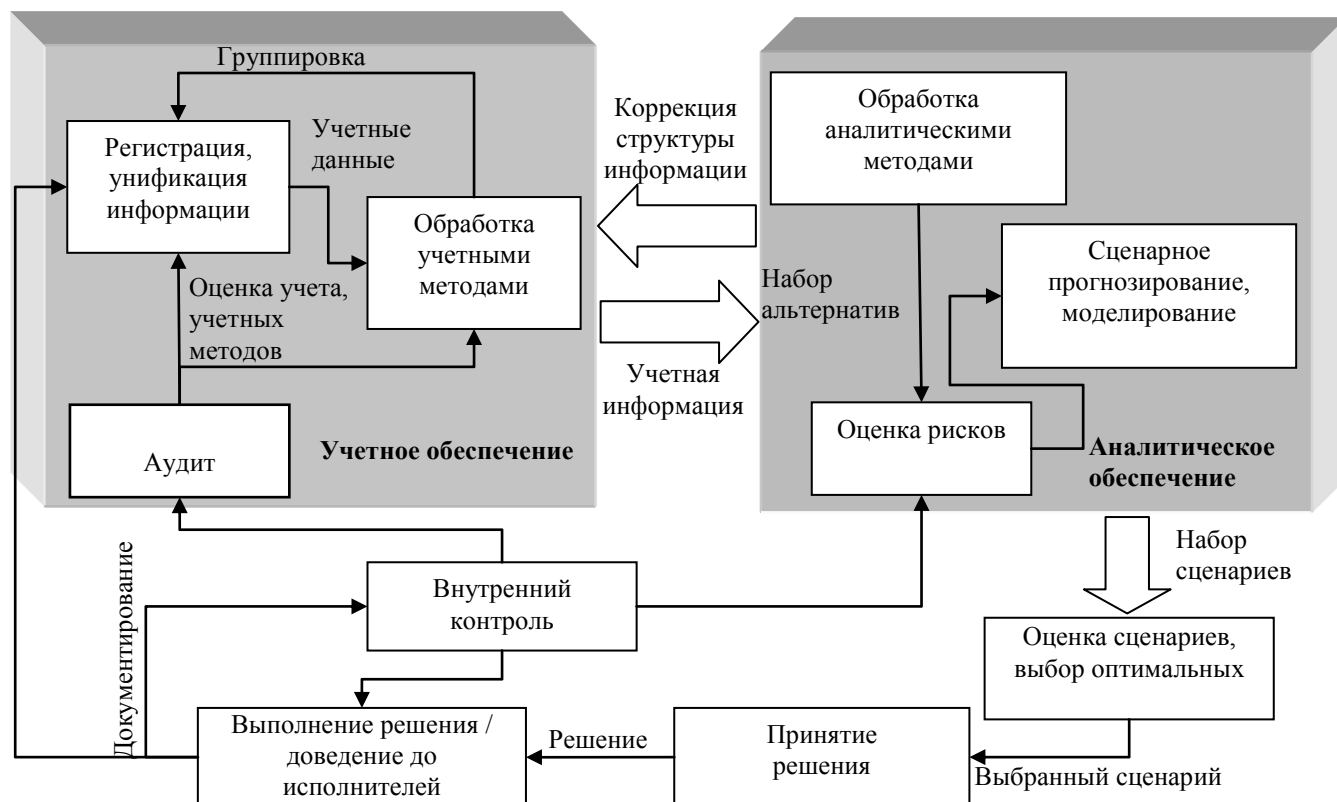 Группировка
Регистрация,
унификация
информации
Учетные
данные
Обработка
учетными
методами
Оценка учета,
учетных
методов
Аудит
Учетное обеспечение
Коррекция
структуры
информации
Учетная
информация
Обработка
аналитическими
методами
Набор
альтернатив
Сценарное
прогнозирование,
моделирование
Оценка рисков
Аналитическое
обеспечение
Набор
сценариев
Внутренний
контроль
Документирование
Оценка сценариев,
выбор оптимальных
Выполнение решения /
доведение до
исполнителей
Решение
Принятие
решения
Выбранный сценарий